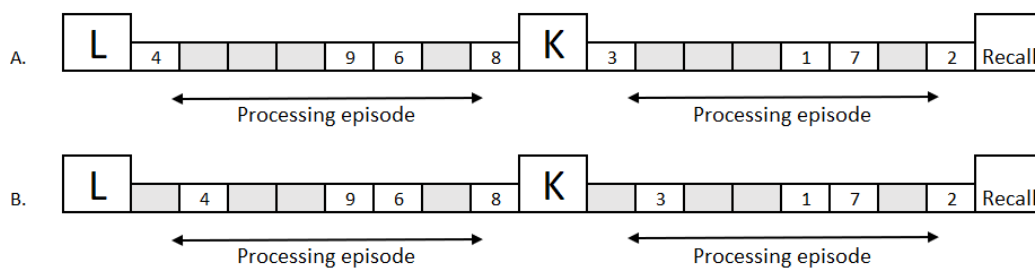 A. L 4 9 6 8 K 3 1 7 2 Recall
Processing episode Processing episode
B. L 4 9 6 8 K 3 1 7 2 Recall
Processing episode Processing episode